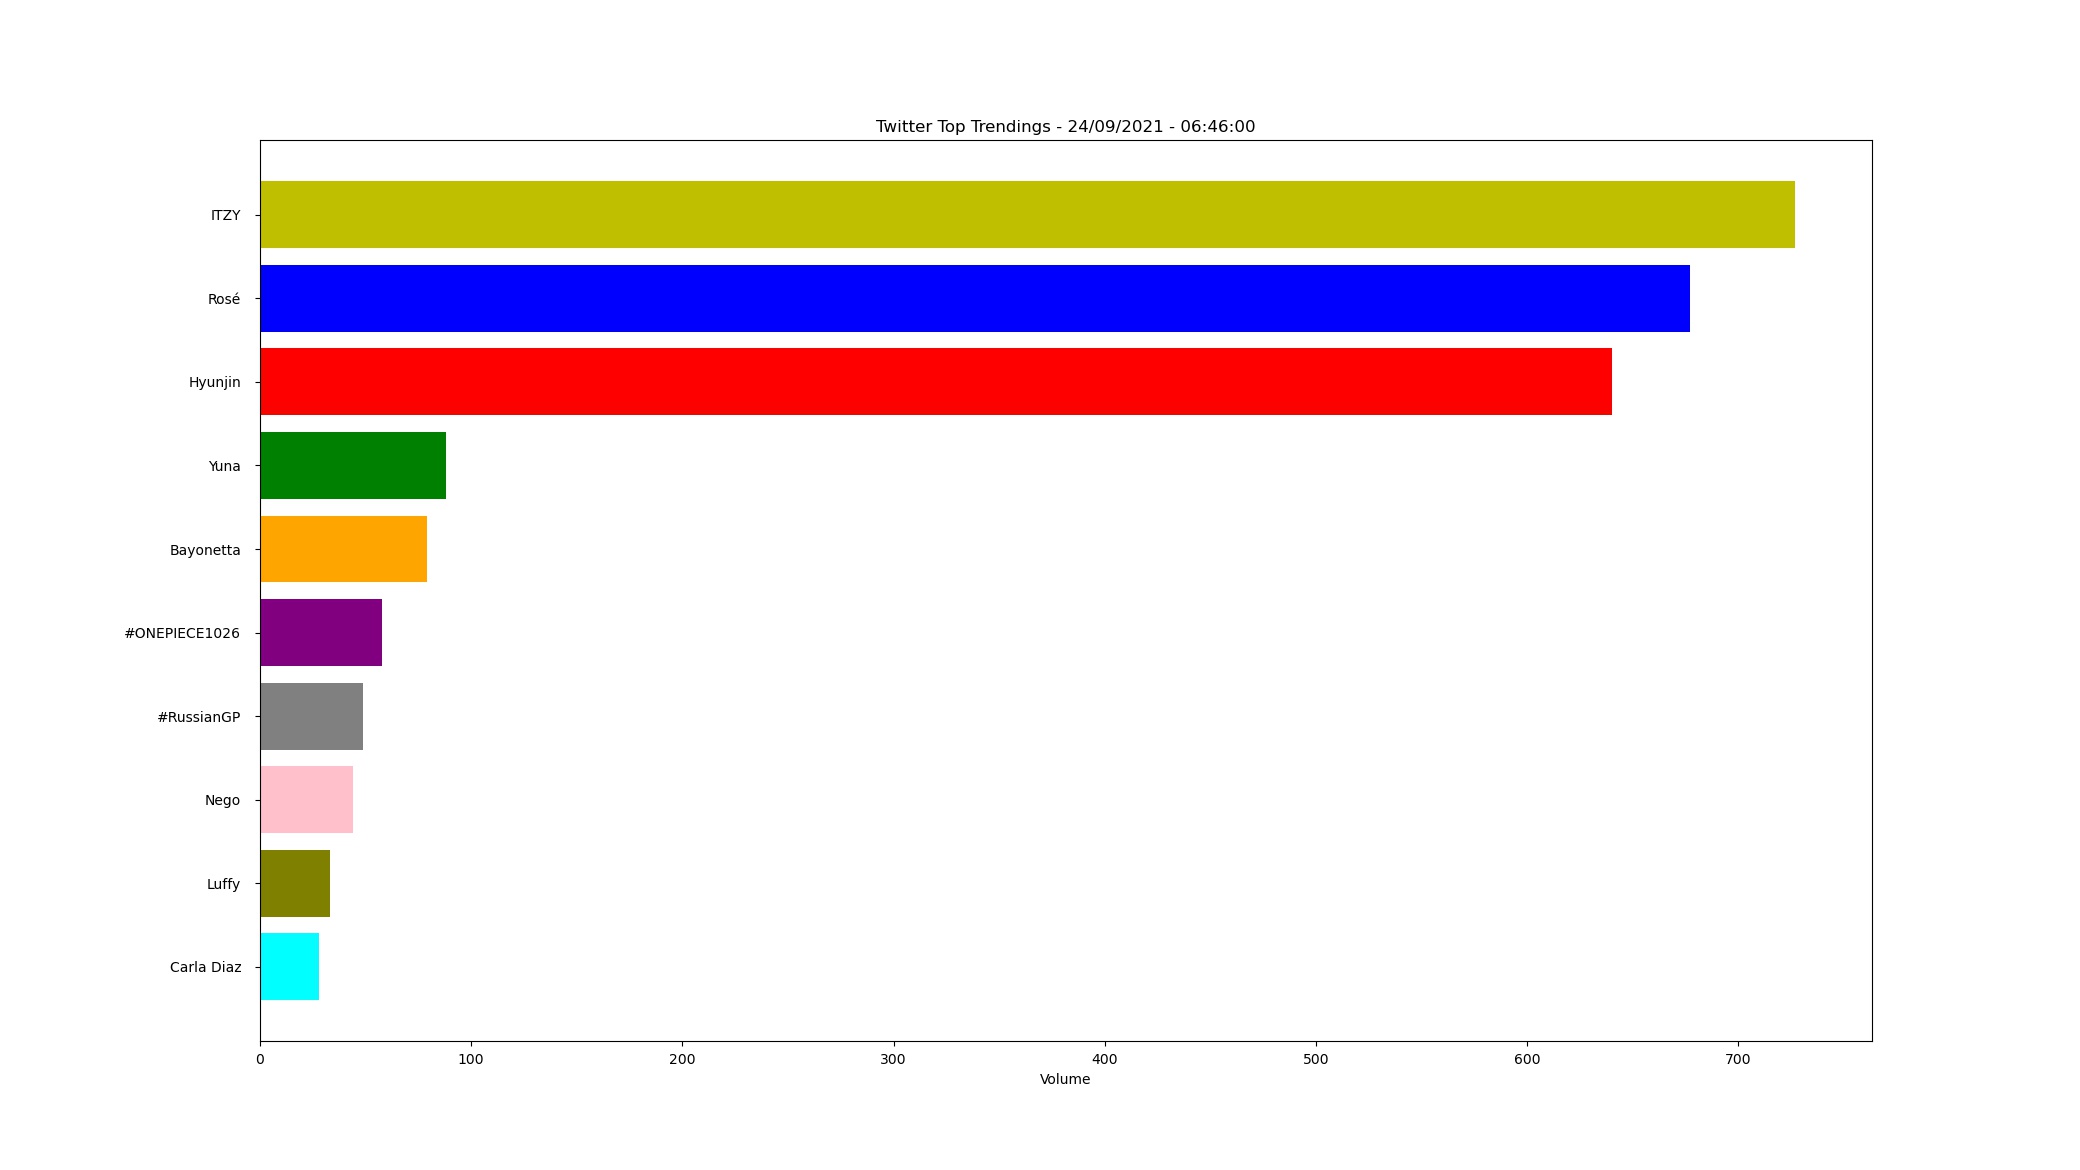 Twitter Top Trendings - 24/09/2021 - 06:46:00
ITZY
Rosé
Hyunjin
Yuna
Bayonetta
#ONEPIECE1026
#RussianGP
Nego
Luffy
Carla Diaz
0 100 200 300 400 500 600 700
Volume